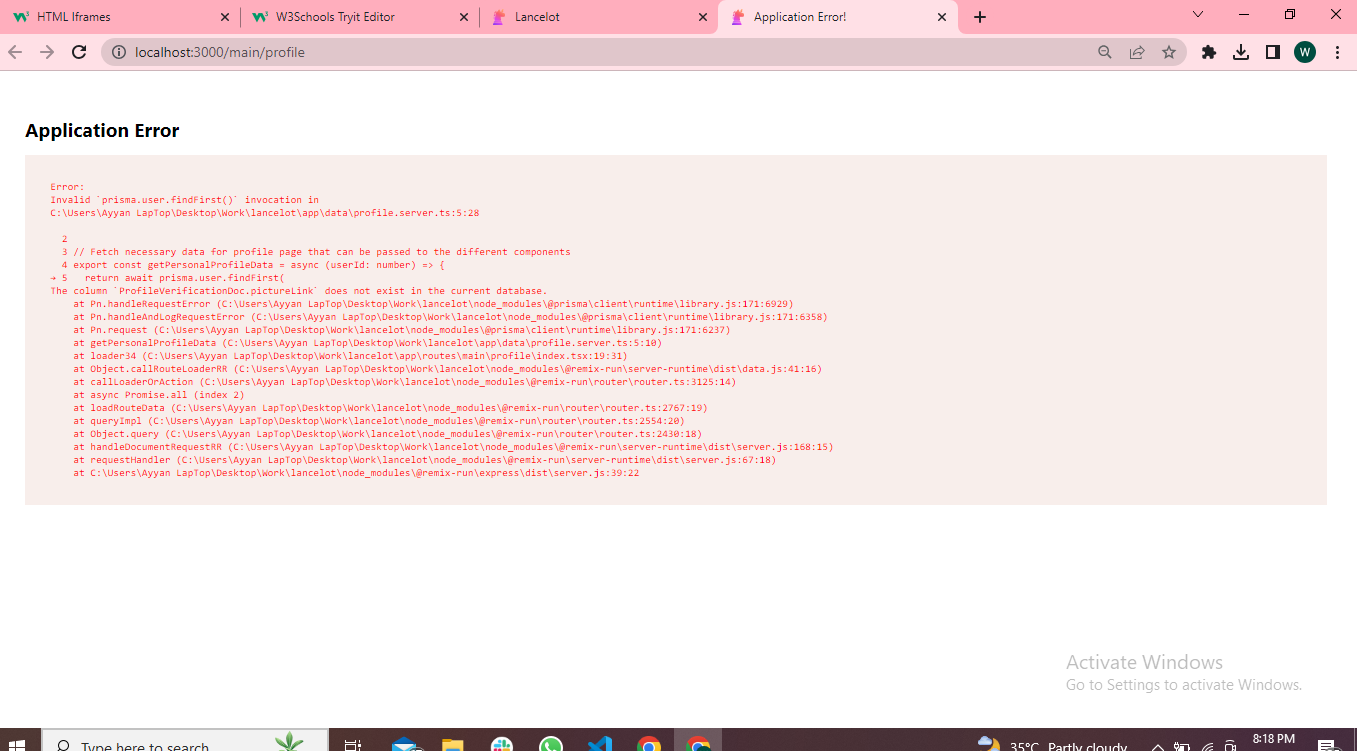 HTML Iframes
W3Schools Tryit Editor
Lancelot
Application Error!
localhost:3000/main/profile
W
Application Error
Error:
Invalid `prisma.user.findFirst()` invocation in
C:\Users\Ayyan LapTop\Desktop\Work\lancelot\app\data\profile.server.ts:5:28
2
3 // Fetch necessary data for profile page that can be passed to the different components
4 export const getPersonalProfileData = async (userId: number) => {
→ 5   return await prisma.user.findFirst(
The column `ProfileVerificationDoc.pictureLink` does not exist in the current database.
at Pn.handleRequestError (C:\Users\Ayyan LapTop\Desktop\Work\lancelot\node_modules\@prisma\client\runtime\library.js:171:6929)
at Pn.handleAndLogRequestError (C:\Users\Ayyan LapTop\Desktop\Work\lancelot\node_modules\@prisma\client\runtime\library.js:171:6358)
at Pn.request (C:\Users\Ayyan LapTop\Desktop\Work\lancelot\node_modules\@prisma\client\runtime\library.js:171:6237)
at getPersonalProfileData (C:\Users\Ayyan LapTop\Desktop\Work\lancelot\app\data\profile.server.ts:5:10)
at loader34 (C:\Users\Ayyan LapTop\Desktop\Work\lancelot\app\routes\main\profile\index.tsx:19:31)
at Object.callRouteLoaderRR (C:\Users\Ayyan LapTop\Desktop\Work\lancelot\node_modules\@remix-run\server-runtime\dist\data.js:41:16)
at callLoaderOrAction (C:\Users\Ayyan LapTop\Desktop\Work\lancelot\node_modules\@remix-run\router\router.ts:3125:14)
at async Promise.all (index 2)
at loadRouteData (C:\Users\Ayyan LapTop\Desktop\Work\lancelot\node_modules\@remix-run\router\router.ts:2767:19)
at queryImpl (C:\Users\Ayyan LapTop\Desktop\Work\lancelot\node_modules\@remix-run\router\router.ts:2554:20)
at Object.query (C:\Users\Ayyan LapTop\Desktop\Work\lancelot\node_modules\@remix-run\router\router.ts:2430:18)
at handleDocumentRequestRR (C:\Users\Ayyan LapTop\Desktop\Work\lancelot\node_modules\@remix-run\server-runtime\dist\server.js:168:15)
at requestHandler (C:\Users\Ayyan LapTop\Desktop\Work\lancelot\node_modules\@remix-run\server-runtime\dist\server.js:67:18)
at C:\Users\Ayyan LapTop\Desktop\Work\lancelot\node_modules\@remix-run\express\dist\server.js:39:22
Activate Windows
Go to Settings to activate Windows.
Type here to search
35°C Partly cloudy
8:18 PM